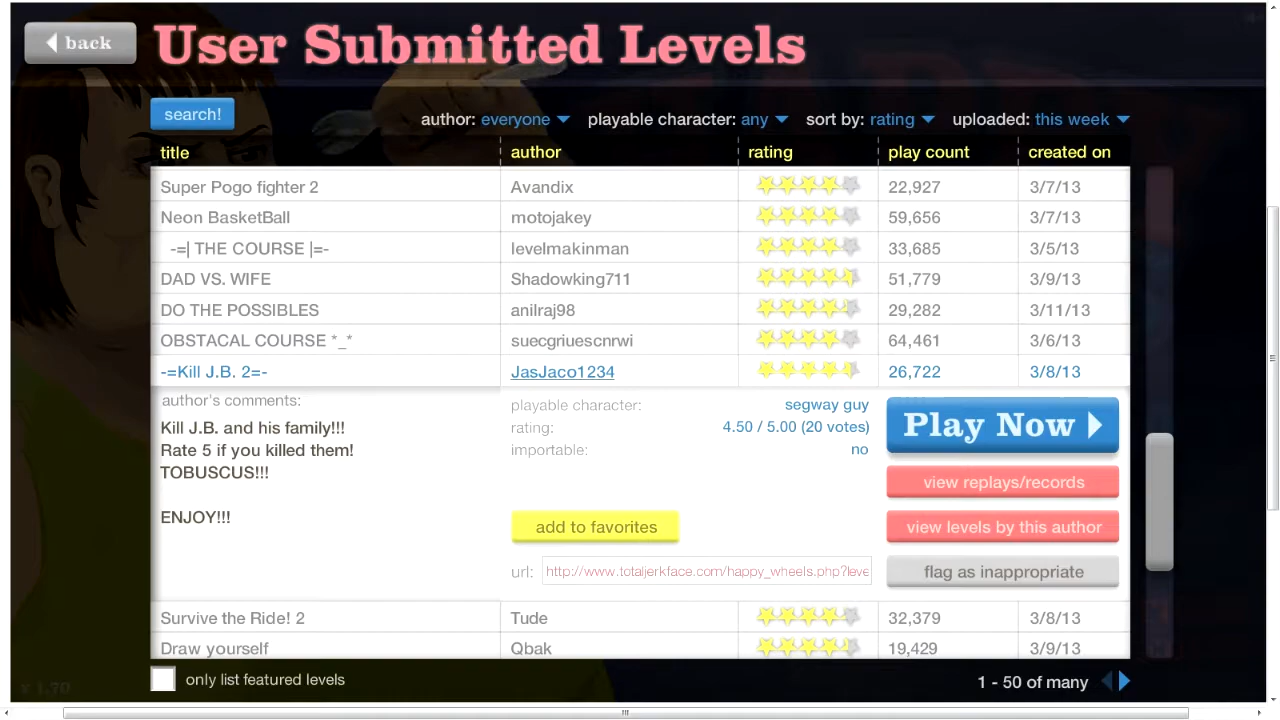 back
User Submitted Levels
search!
author: everyone playable character: any sort by: rating uploaded: this week
title author rating play count created on
Super Pogo fighter 2 Avandix 22,927 3/7/13
Neon BasketBall motojakey 59,656 3/7/13
-=| THE COURSE |=- levelmakinman 33,685 3/5/13
DAD VS. WIFE Shadowking711 51,779 3/9/13
DO THE POSSIBLES anilraj98 29,282 3/11/13
OBSTACAL COURSE *_* suecgriuescnrwi 64,461 3/6/13
-=Kill J.B. 2=- JasJaco1234 26,722 3/8/13
author's comments:
Kill J.B. and his family!!!
Rate 5 if you killed them!
TOBUSCUS!!!
ENJOY!!!
playable character: segway guy
rating: 4.50 / 5.00 (20 votes)
importable: no
add to favorites
url: http://www.totaljerkface.com/happy_wheels.php?leve
Play Now
view replays/records
view levels by this author
flag as inappropriate
Survive the Ride! 2 Tude 32,379 3/8/13
Draw yourself Qbak 19,429 3/9/13
only list featured levels
1 - 50 of many
v 1.70